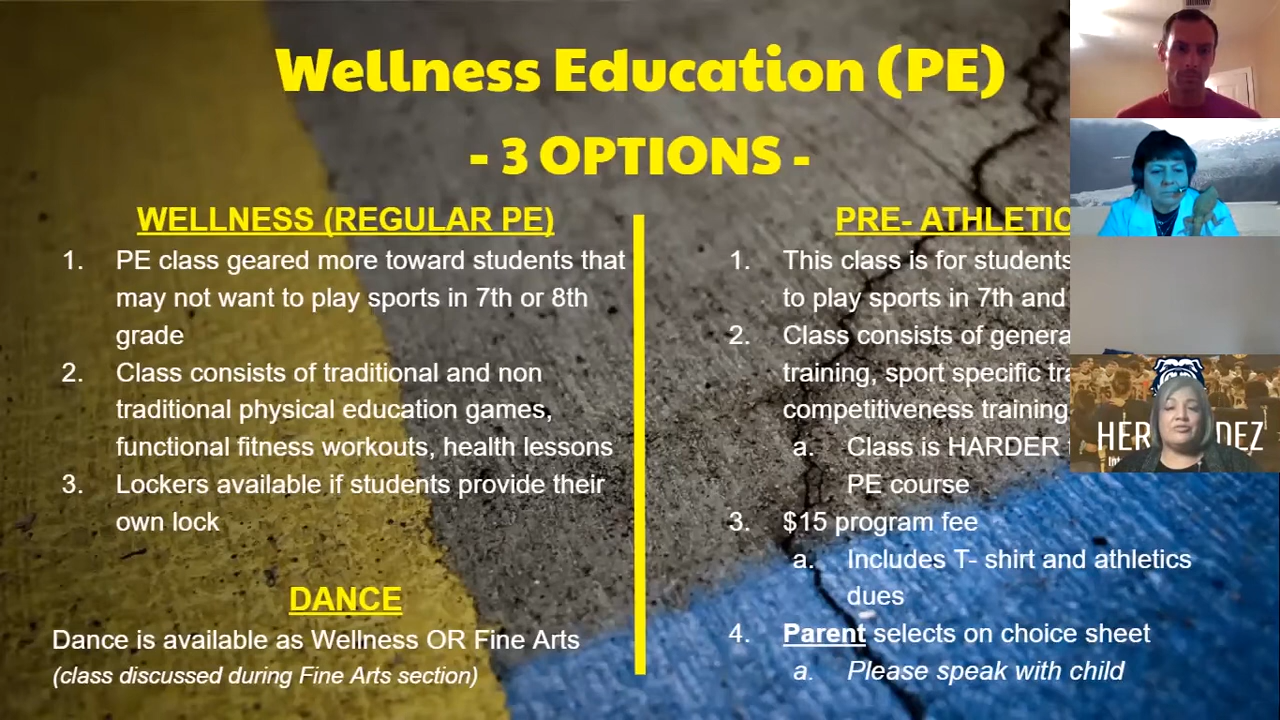 Wellness Education (PE)
- 3 OPTIONS -
WELLNESS (REGULAR PE)
1. PE class geared more toward students that
may not want to play sports in 7th or 8th
grade
2. Class consists of traditional and non
traditional physical education games,
functional fitness workouts, health lessons
3. Lockers available if students provide their
own lock
DANCE
Dance is available as Wellness OR Fine Arts
(class discussed during Fine Arts section)
PRE- ATHLETIC
1. This class is for students
to play sports in 7th and
2. Class consists of genera
training, sport specific tra
competitiveness training
a. Class is HARDER
PE course
3. $15 program fee
a. Includes T- shirt and athletics
dues
4. Parent selects on choice sheet
a. Please speak with child
HER DEZ